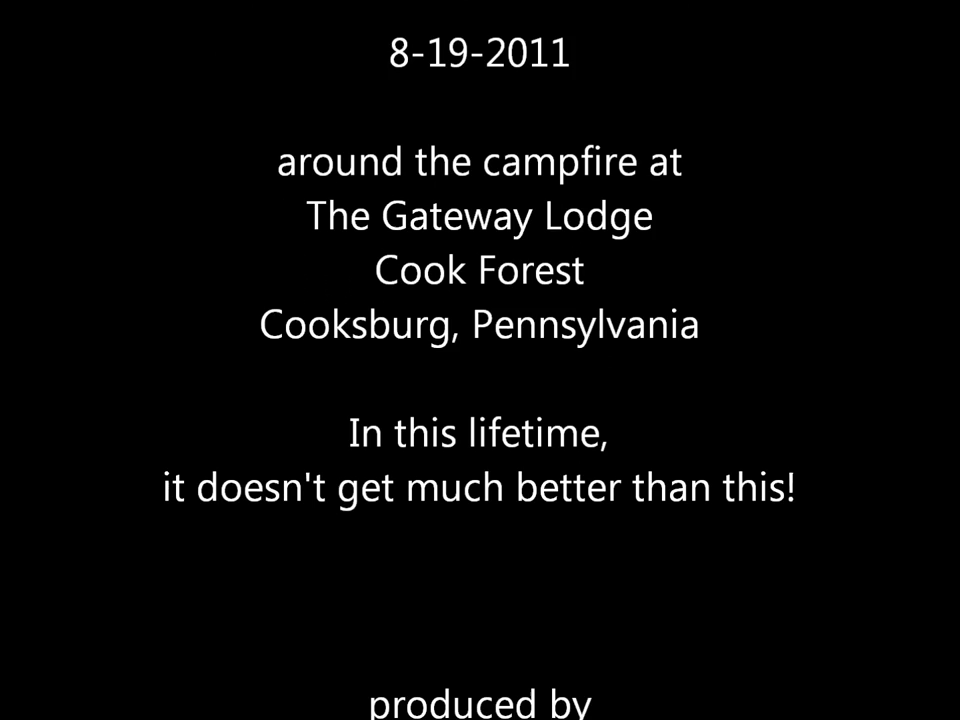 8-19-2011
around the campfire at
The Gateway Lodge
Cook Forest
Cooksburg, Pennsylvania
In this lifetime,
it doesn't get much better than this!
produced by